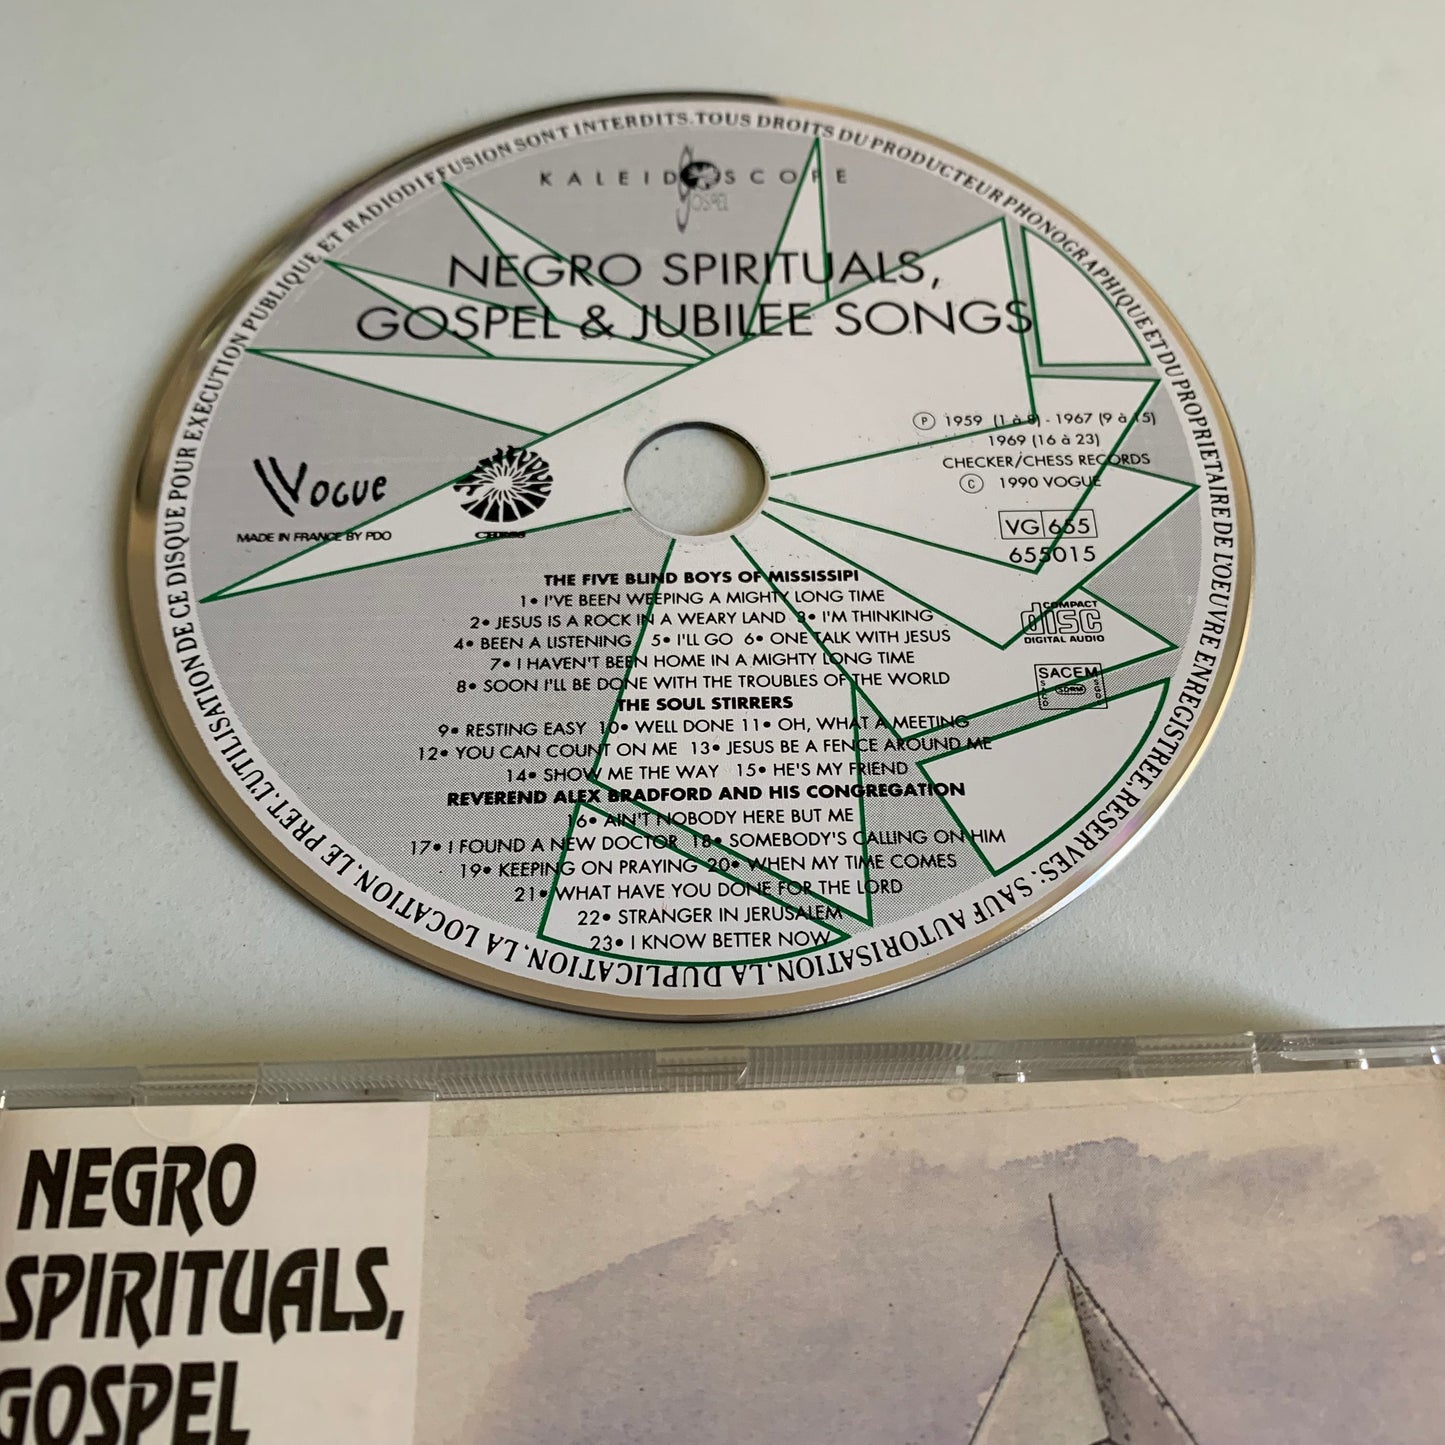 KALEIDOSCOPE
GOSPEL
NEGRO SPIRITUALS,
GOSPEL & JUBILEE SONGS
VOGUE
MADE IN FRANCE BY PDO
Ⓟ 1959 (1 à 8) - 1967 (9 à 15)
1969 (16 à 23)
CHECKER/CHESS RECORDS
© 1990 VOGUE
VG 655
655015
COMPACT
disc
DIGITAL AUDIO
SACEM
SDRM
THE FIVE BLIND BOYS OF MISSISSIPI
1• I'VE BEEN WEEPING A MIGHTY LONG TIME
2• JESUS IS A ROCK IN A WEARY LAND 3• I'M THINKING
4• BEEN A LISTENING 5• I'LL GO 6• ONE TALK WITH JESUS
7• I HAVEN'T BEEN HOME IN A MIGHTY LONG TIME
8• SOON I'LL BE DONE WITH THE TROUBLES OF THE WORLD
THE SOUL STIRRERS
9• RESTING EASY 10• WELL DONE 11• OH, WHAT A MEETING
12• YOU CAN COUNT ON ME 13• JESUS BE A FENCE AROUND ME
14• SHOW ME THE WAY 15• HE'S MY FRIEND
REVEREND ALEX BRADFORD AND HIS CONGREGATION
16• AIN'T NOBODY HERE BUT ME
17• I FOUND A NEW DOCTOR 18• SOMEBODY'S CALLING ON HIM
19• KEEPING ON PRAYING 20• WHEN MY TIME COMES
21• WHAT HAVE YOU DONE FOR THE LORD
22• STRANGER IN JERUSALEM
23• I KNOW BETTER NOW
TOUS DROITS DU PRODUCTEUR PHONOGRAPHIQUE ET DU PROPRIETAIRE DE L'OEUVRE ENREGISTREE, RESERVES: SAUF AUTORISATION, LA DUPLICATION, LA LOCATION, LE PRET, L'UTILISATION DE CE DISQUE POUR EXECUTION PUBLIQUE ET RADIODIFFUSION SONT INTERDITS.
NEGRO
SPIRITUALS,
GOSPEL